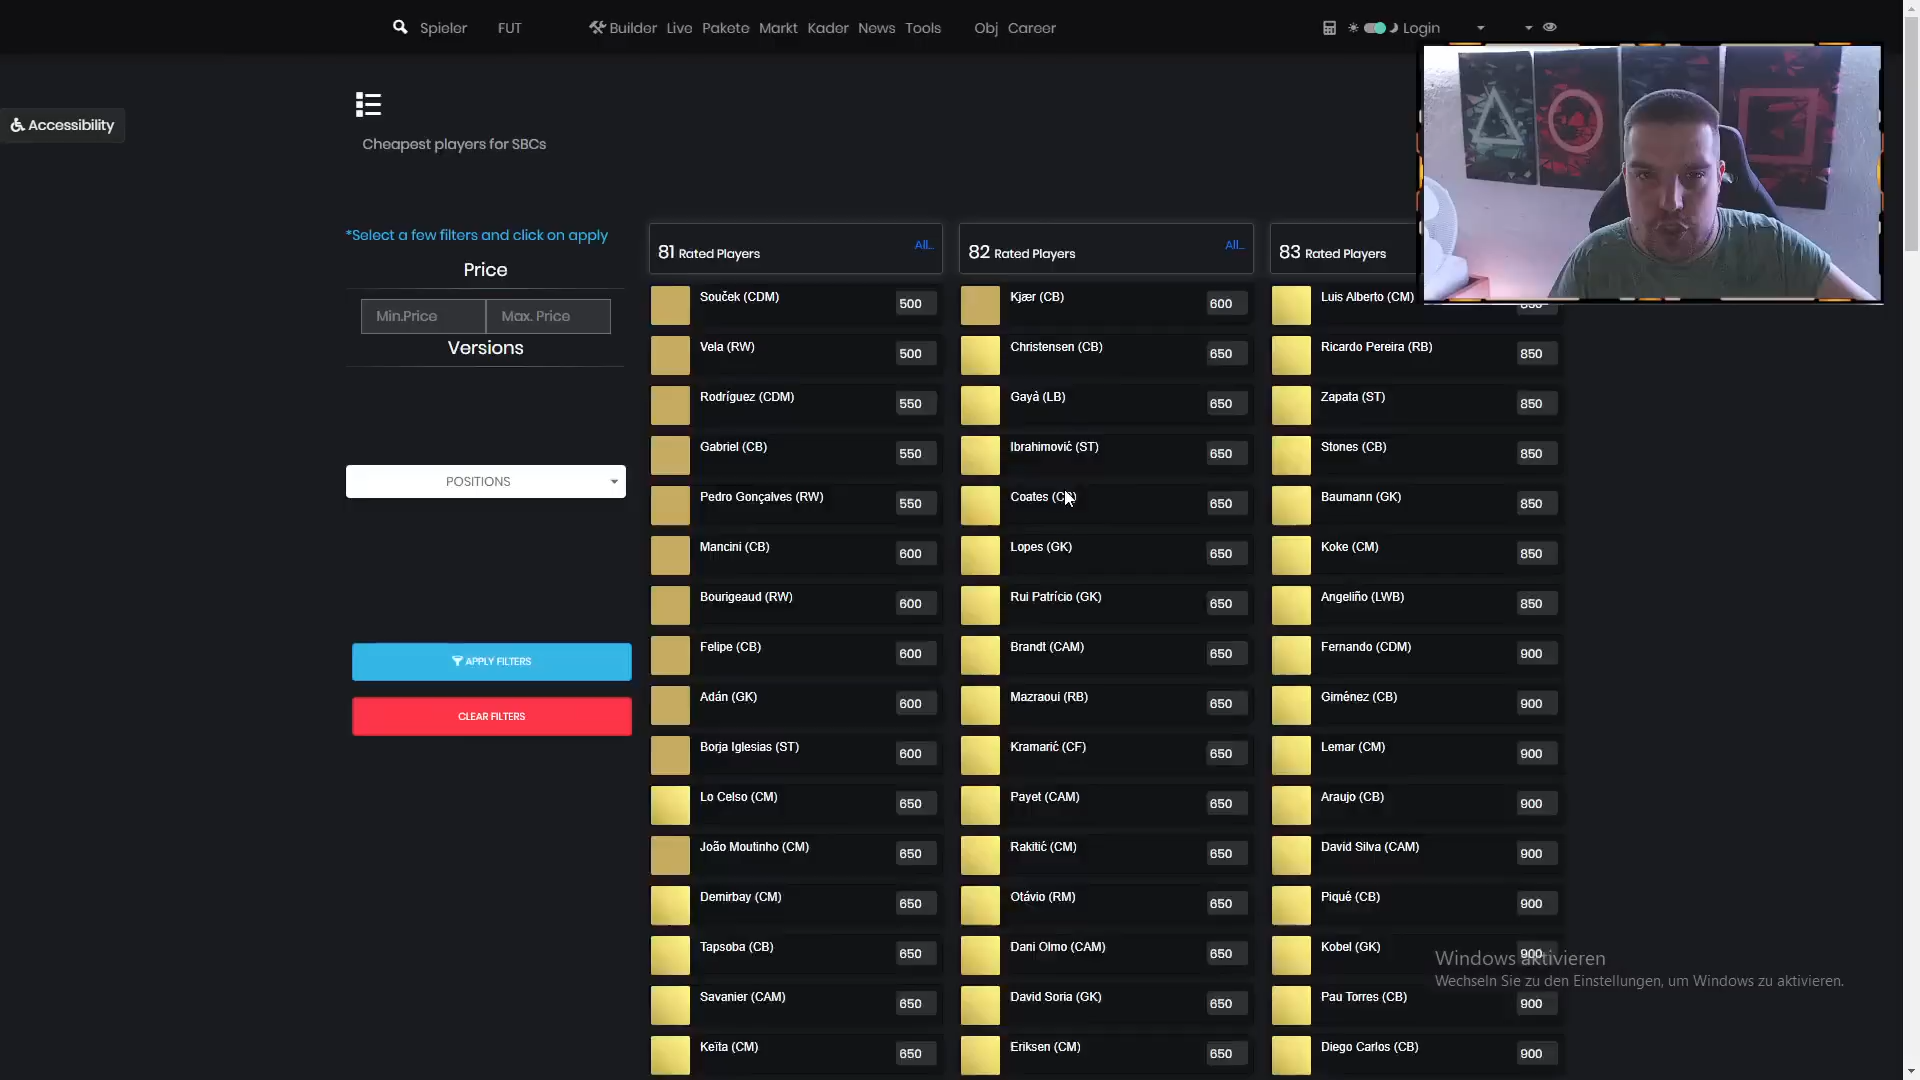 Spieler FUT Builder Live Pakete Markt Kader News Tools Obj Career Login
Accessibility
Cheapest players for SBCs
*Select a few filters and click on apply
Price
Min.Price Max. Price
Versions
POSITIONS
APPLY FILTERS
CLEAR FILTERS
81 Rated Players All..
Souček (CDM) 500
Vela (RW) 500
Rodríguez (CDM) 550
Gabriel (CB) 550
Pedro Gonçalves (RW) 550
Mancini (CB) 600
Bourigeaud (RW) 600
Felipe (CB) 600
Adán (GK) 600
Borja Iglesias (ST) 600
Lo Celso (CM) 650
João Moutinho (CM) 650
Demirbay (CM) 650
Tapsoba (CB) 650
Savanier (CAM) 650
Keïta (CM) 650
82 Rated Players All..
Kjær (CB) 600
Christensen (CB) 650
Gayà (LB) 650
Ibrahimović (ST) 650
Coates (CB) 650
Lopes (GK) 650
Rui Patrício (GK) 650
Brandt (CAM) 650
Mazraoui (RB) 650
Kramarić (CF) 650
Payet (CAM) 650
Rakitić (CM) 650
Otávio (RM) 650
Dani Olmo (CAM) 650
David Soria (GK) 650
Eriksen (CM) 650
83 Rated Players
Luis Alberto (CM)
Ricardo Pereira (RB) 850
Zapata (ST) 850
Stones (CB) 850
Baumann (GK) 850
Koke (CM) 850
Angeliño (LWB) 850
Fernando (CDM) 900
Giménez (CB) 900
Lemar (CM) 900
Araujo (CB) 900
David Silva (CAM) 900
Piqué (CB) 900
Kobel (GK) 900
Pau Torres (CB) 900
Diego Carlos (CB) 900
Windows aktivieren
Wechseln Sie zu den Einstellungen, um Windows zu aktivieren.